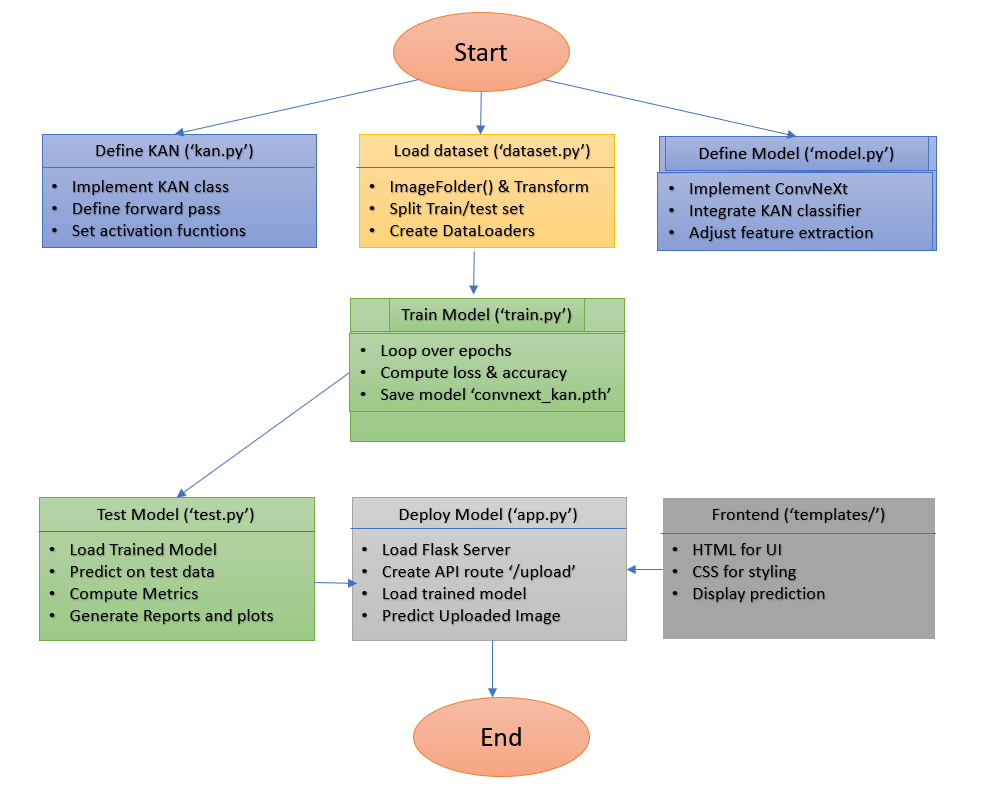 Start
Define KAN (‘kan.py’)
• Implement KAN class
• Define forward pass
• Set activation fucntions
Load dataset (‘dataset.py’)
• ImageFolder() & Transform
• Split Train/test set
• Create DataLoaders
Define Model (‘model.py’)
• Implement ConvNeXt
• Integrate KAN classifier
• Adjust feature extraction
Train Model (‘train.py’)
• Loop over epochs
• Compute loss & accuracy
• Save model ‘convnext_kan.pth’
Test Model (‘test.py’)
• Load Trained Model
• Predict on test data
• Compute Metrics
• Generate Reports and plots
Deploy Model (‘app.py’)
• Load Flask Server
• Create API route ‘/upload’
• Load trained model
• Predict Uploaded Image
Frontend (‘templates/’)
• HTML for UI
• CSS for styling
• Display prediction
End